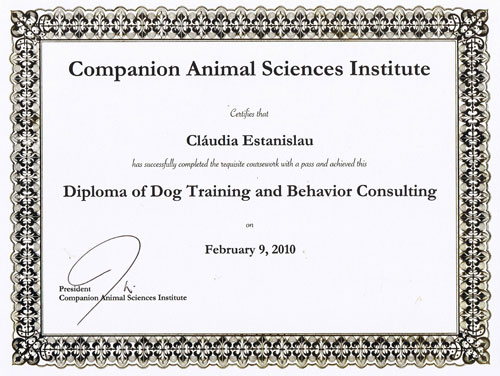 Companion Animal Sciences Institute
Certifies that
Cláudia Estanislau
has successfully completed the requisite coursework with a pass and achieved this
Diploma of Dog Training and Behavior Consulting
on
February 9, 2010
President
Companion Animal Sciences Institute